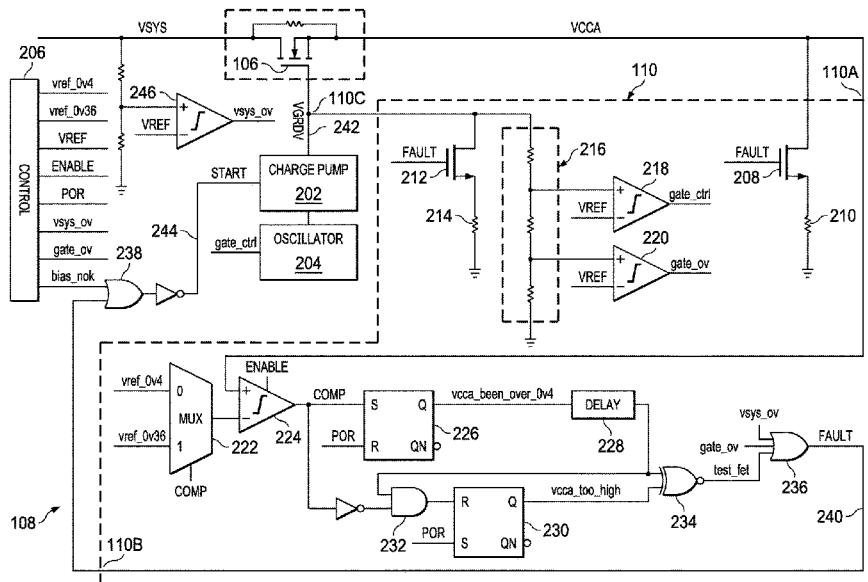 VSYS
VCCA
206
106
110C
110
110A
vref_0v4
vref_0v36
VREF
ENABLE
POR
vsys_ov
gate_ov
bias_nok
CONTROL
246
VREF
vsys_ov
VGRDV
242
START
CHARGE PUMP
202
OSCILLATOR
204
gate_ctrl
244
238
FAULT
212
214
216
218
VREF
gate_ctrl
220
VREF
gate_ov
FAULT
208
210
vref_0v4
vref_0v36
0
1
MUX
222
COMP
ENABLE
224
COMP
S
Q
R
QN
POR
226
vcca_been_over_0v4
DELAY
228
232
R
Q
S
QN
POR
230
vcca_too_high
234
test_fet
vsys_ov
gate_ov
236
FAULT
240
108
110B